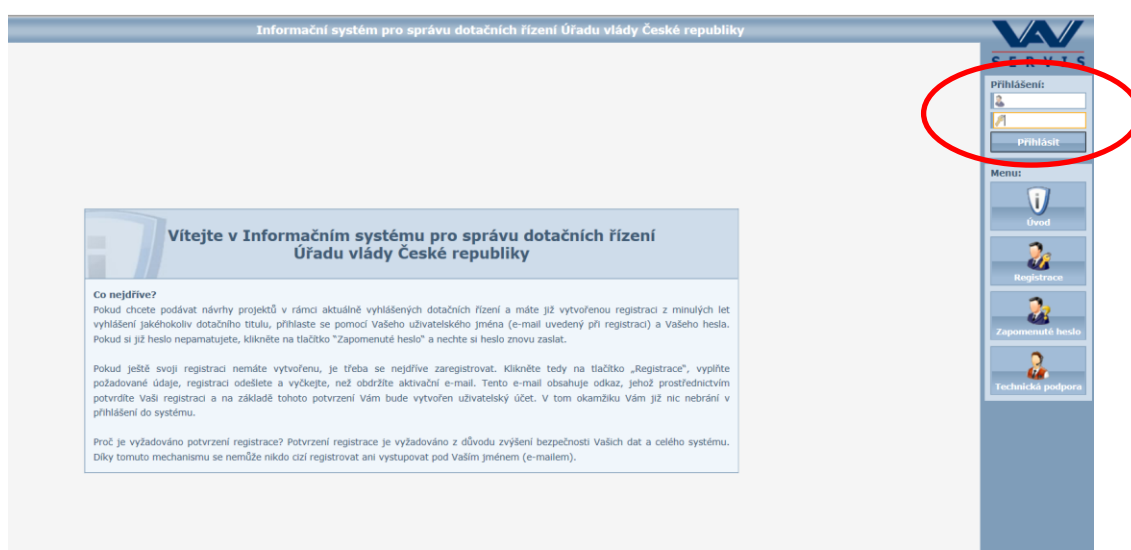 Informační systém pro správu dotačních řízení Úřadu vlády České republiky
VAV
SERVIS
Přihlášení:
Přihlásit
Menu:
Úvod
Registrace
Zapomenuté heslo
Technická podpora
Vítejte v Informačním systému pro správu dotačních řízení
Úřadu vlády České republiky
Co nejdříve?
Pokud chcete podávat návrhy projektů v rámci aktuálně vyhlášených dotačních řízení a máte již vytvořenou registraci z minulých let
vyhlášení jakéhokoliv dotačního titulu, přihlaste se pomocí Vašeho uživatelského jména (e-mail uvedený při registraci) a Vašeho hesla.
Pokud si již heslo nepamatujete, klikněte na tlačítko "Zapomenuté heslo" a nechte si heslo znovu zaslat.
Pokud ještě svoji registraci nemáte vytvořenu, je třeba se nejdříve zaregistrovat. Klikněte tedy na tlačítko „Registrace", vyplňte
požadované údaje, registraci odešlete a vyčkejte, než obdržíte aktivační e-mail. Tento e-mail obsahuje odkaz, jehož prostřednictvím
potvrdíte Vaši registraci a na základě tohoto potvrzení Vám bude vytvořen uživatelský účet. V tom okamžiku Vám již nic nebrání v
přihlášení do systému.
Proč je vyžadováno potvrzení registrace? Potvrzení registrace je vyžadováno z důvodu zvýšení bezpečnosti Vašich dat a celého systému.
Díky tomuto mechanismu se nemůže nikdo cizí registrovat ani vystupovat pod Vaším jménem (e-mailem).